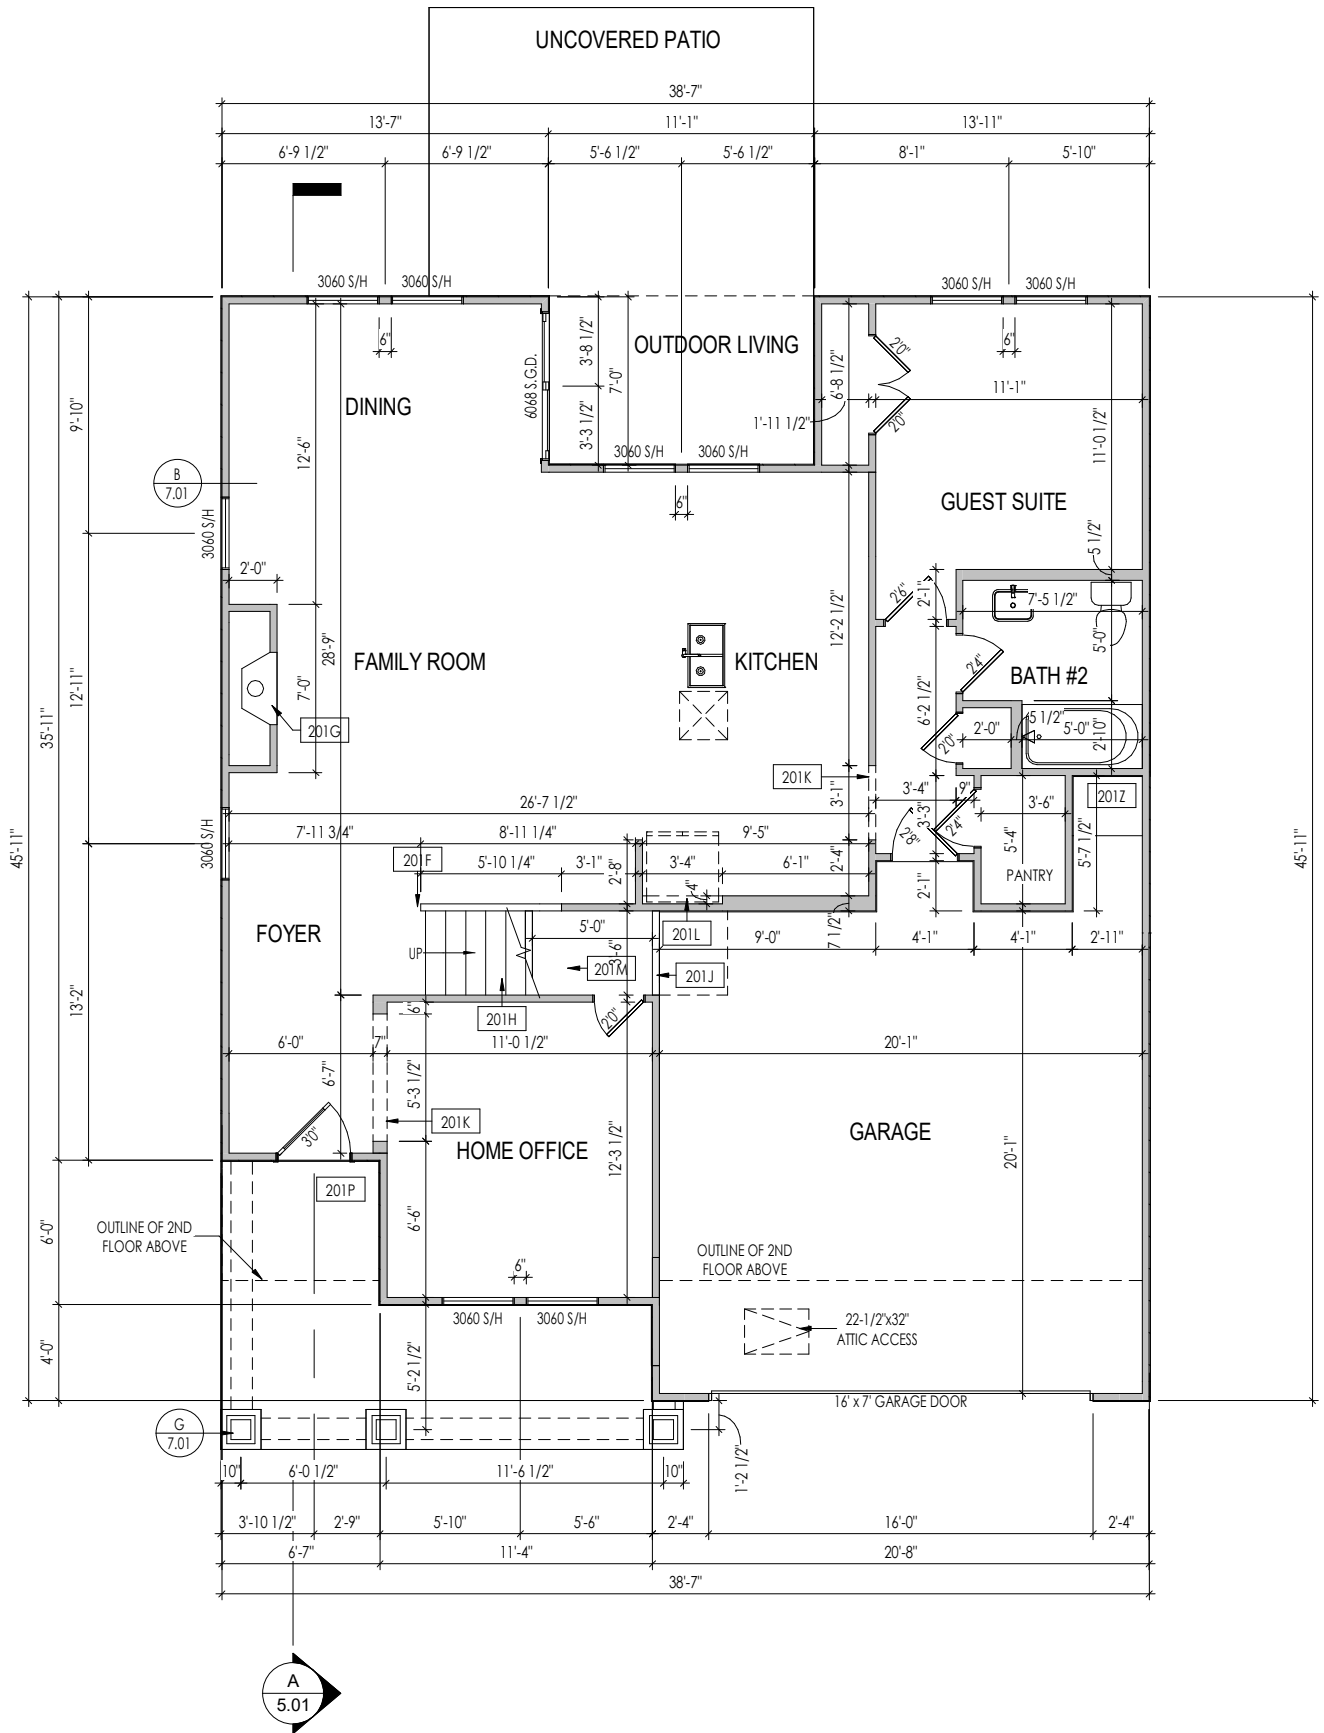 UNCOVERED PATIO
38'-7"
13'-7"
11'-1"
13'-11"
6'-9 1/2"
6'-9 1/2"
5'-6 1/2"
5'-6 1/2"
8'-1"
5'-10"
3060 S/H
3060 S/H
3060 S/H
3060 S/H
6"
6"
3'-8 1/2"
7'-0"
OUTDOOR LIVING
6'-8 1/2"
2'0"
DINING
6068 S.G.D.
11'-1"
9'-10"
12'-6"
3'-3 1/2"
1'-11 1/2"
2'0"
11'-0 1/2"
3060 S/H
3060 S/H
B
7.01
6"
GUEST SUITE
3060 S/H
5 1/2"
2'-0"
2'6"
2'-1"
7'-5 1/2"
12'-2 1/2"
5'-0"
28'-9"
FAMILY ROOM
KITCHEN
2'4"
BATH #2
12'-11"
7'-0"
6'-2 1/2"
35'-11"
201G
2'0"
2'-0"
5 1/2"
5'-0"
2'-10"
201K
3'-1"
3'-4"
9"
3'-6"
201Z
26'-7 1/2"
3'-3"
2'4"
2'8"
7'-11 3/4"
8'-11 1/4"
9'-5"
3060 S/H
45'-11"
45'-11"
201F
5'-10 1/4"
3'-1"
2'-8"
3'-4"
6'-1"
2'-4"
5'-4"
5'-7 1/2"
PANTRY
4"
2'-1"
7 1/2"
FOYER
5'-0"
201L
9'-0"
4'-1"
4'-1"
2'-11"
UP
3'-6"
201M
201J
201H
6"
2'0"
13'-2"
6'-0"
7"
11'-0 1/2"
20'-1"
6'-7"
5'-3 1/2"
3'0"
201K
HOME OFFICE
12'-3 1/2"
GARAGE
20'-1"
201P
6'-6"
OUTLINE OF 2ND
FLOOR ABOVE
6'-0"
OUTLINE OF 2ND
FLOOR ABOVE
6"
3060 S/H
3060 S/H
22-1/2"x32"
ATTIC ACCESS
4'-0"
5'-2 1/2"
16' x 7' GARAGE DOOR
G
7.01
1'-2 1/2"
10"
6'-0 1/2"
11'-6 1/2"
10"
3'-10 1/2"
2'-9"
5'-10"
5'-6"
2'-4"
16'-0"
2'-4"
6'-7"
11'-4"
20'-8"
38'-7"
A
5.01